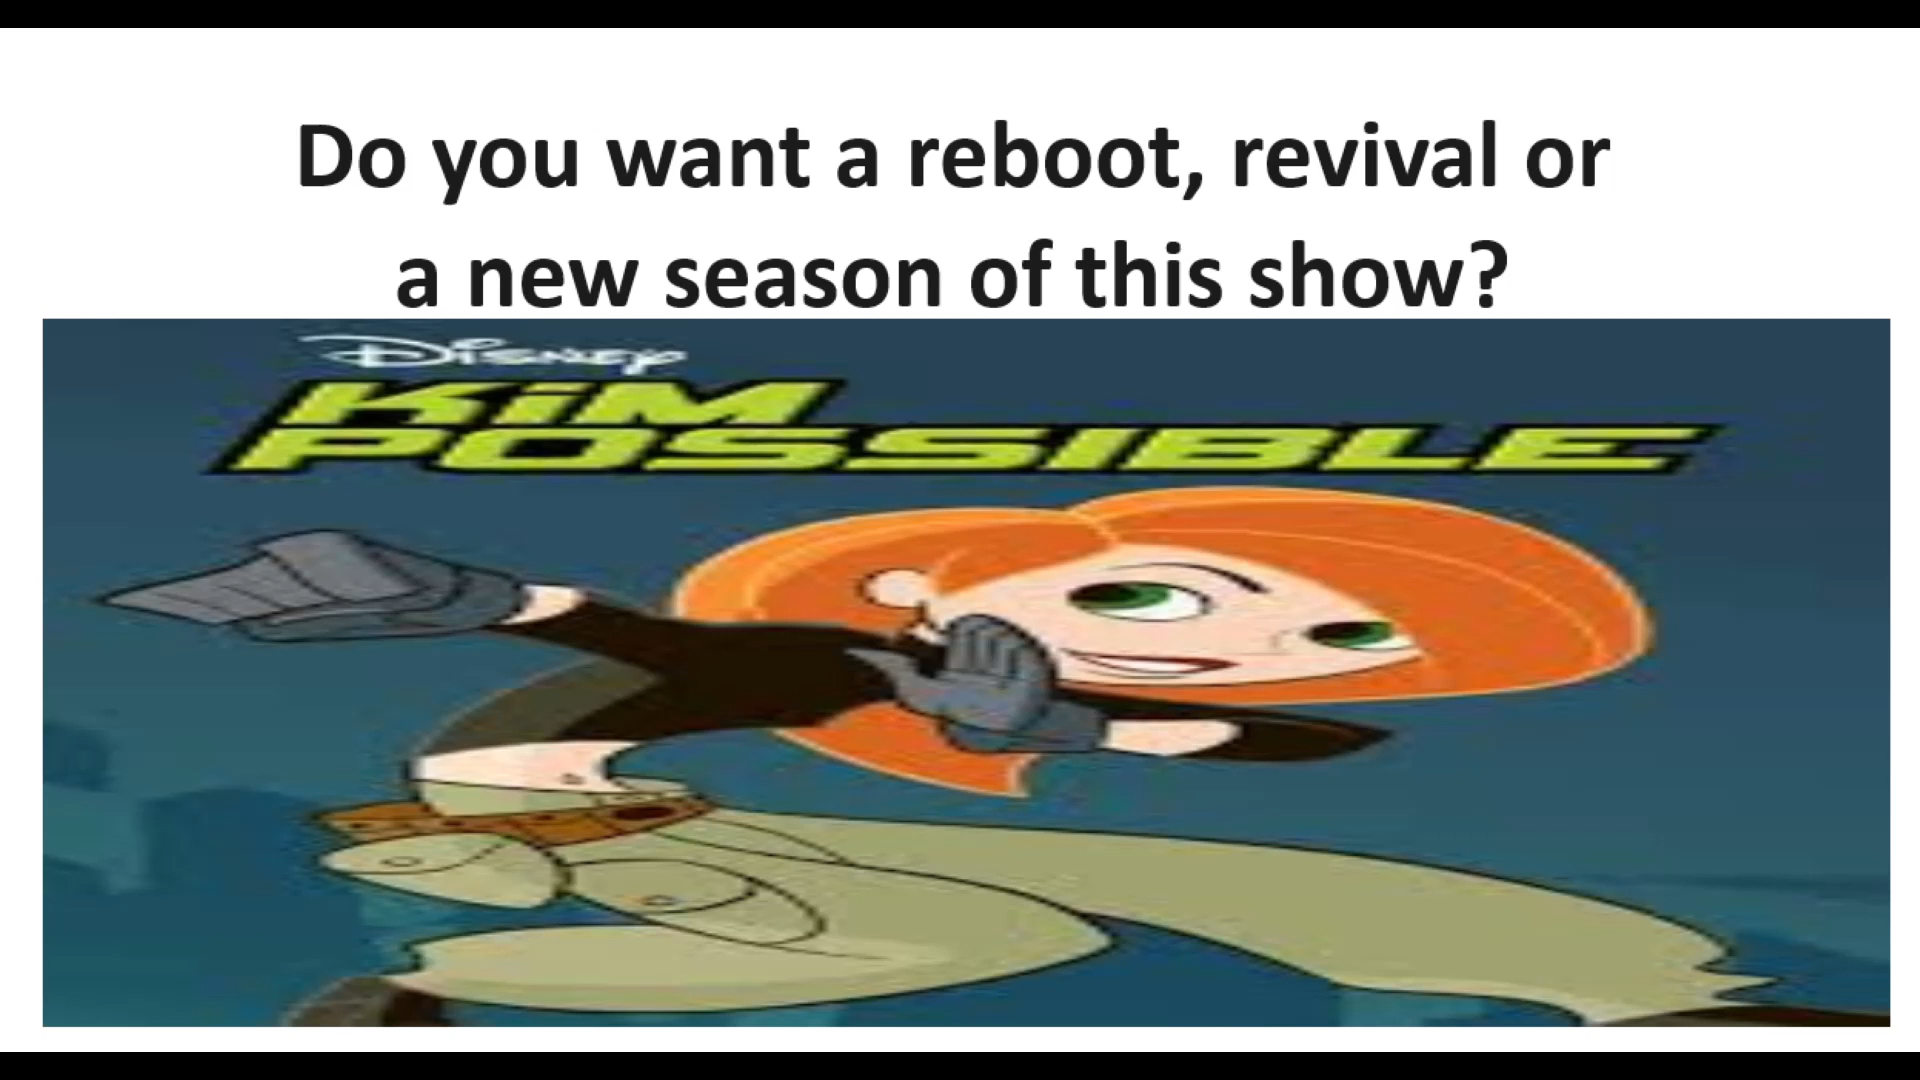 Do you want a reboot, revival or
a new season of this show?
Disney
KiM
POSSIBLE